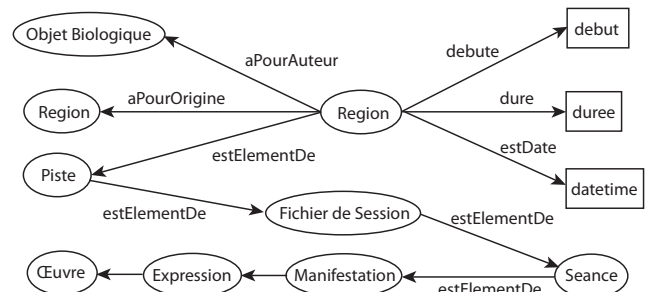 Objet Biologique
debut
aPourAuteur
debute
Region
aPourOrigine
Region
dure
duree
estElementDe
estDate
Piste
datetime
estElementDe
Fichier de Session
estElementDe
Œuvre
Expression
Manifestation
Seance
estElementDe